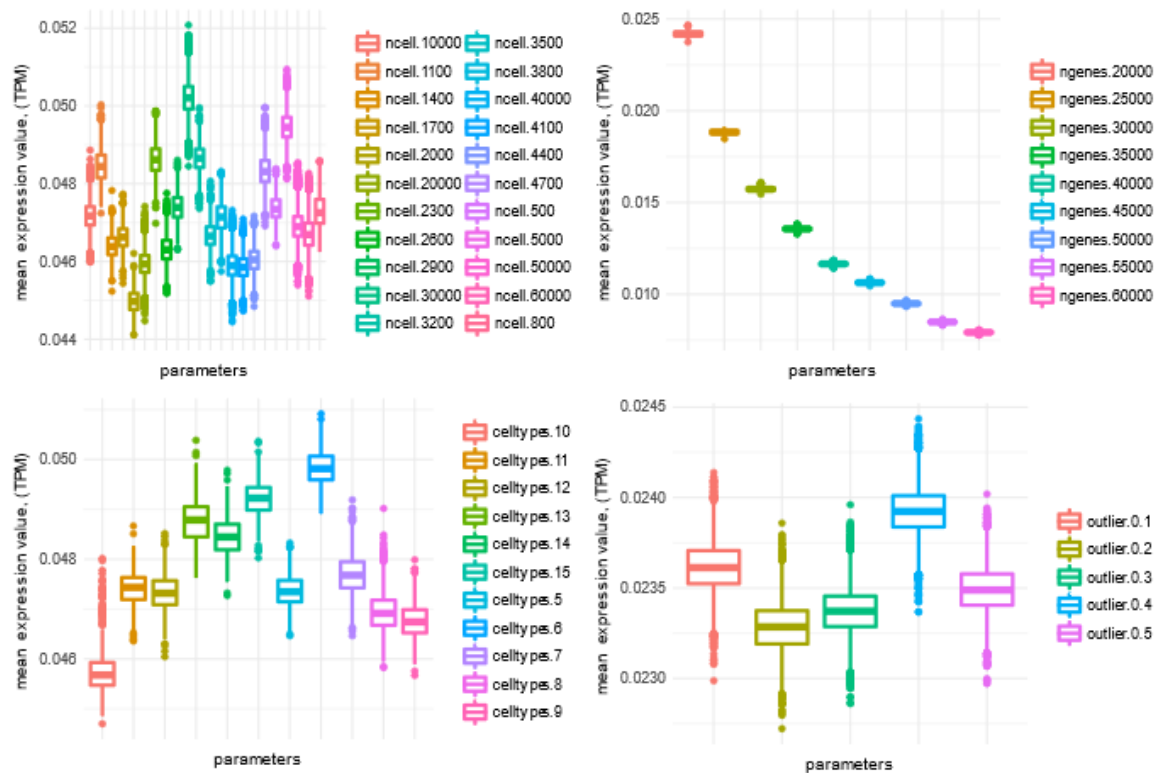 0.052
0.050
0.048
0.046
0.044
mean expression value, (TPM)
parameters
ncell.10000 ncell.3500
ncell.1100 ncell.3800
ncell.1400 ncell.40000
ncell.1700 ncell.4100
ncell.2000 ncell.4400
ncell.20000 ncell.4700
ncell.2300 ncell.500
ncell.2600 ncell.5000
ncell.2900 ncell.50000
ncell.30000 ncell.60000
ncell.3200 ncell.800
0.025
0.020
0.015
0.010
mean expression value, (TPM)
parameters
ngenes.20000
ngenes.25000
ngenes.30000
ngenes.35000
ngenes.40000
ngenes.45000
ngenes.50000
ngenes.55000
ngenes.60000
0.050
0.048
0.046
mean expression value, (TPM)
parameters
celltypes.10
celltypes.11
celltypes.12
celltypes.13
celltypes.14
celltypes.15
celltypes.5
celltypes.6
celltypes.7
celltypes.8
celltypes.9
0.0245
0.0240
0.0235
0.0230
mean expression value, (TPM)
parameters
outlier.0.1
outlier.0.2
outlier.0.3
outlier.0.4
outlier.0.5